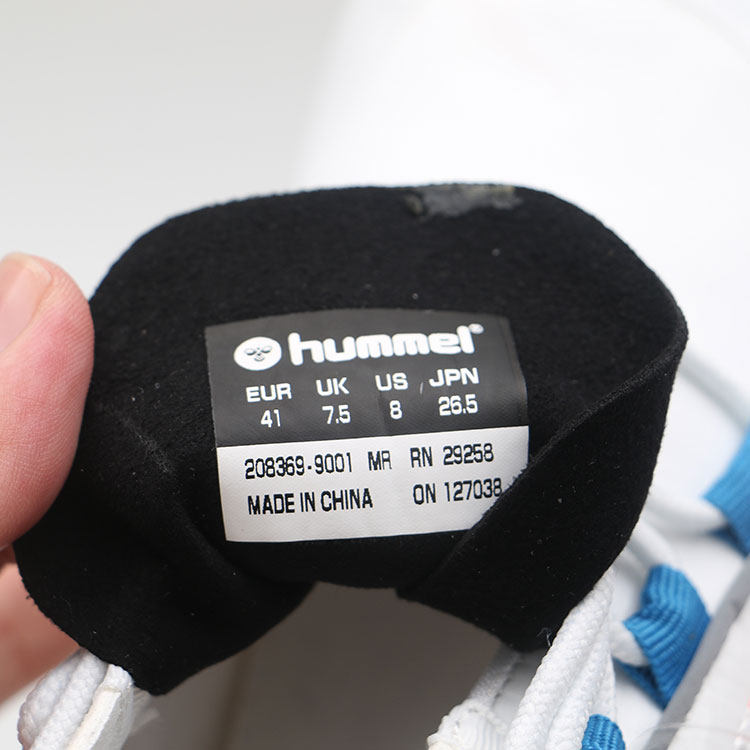 hummel®
EUR UK US JPN
41 7.5 8 26.5
208369-9001 MR RN 29258
MADE IN CHINA ON 127038